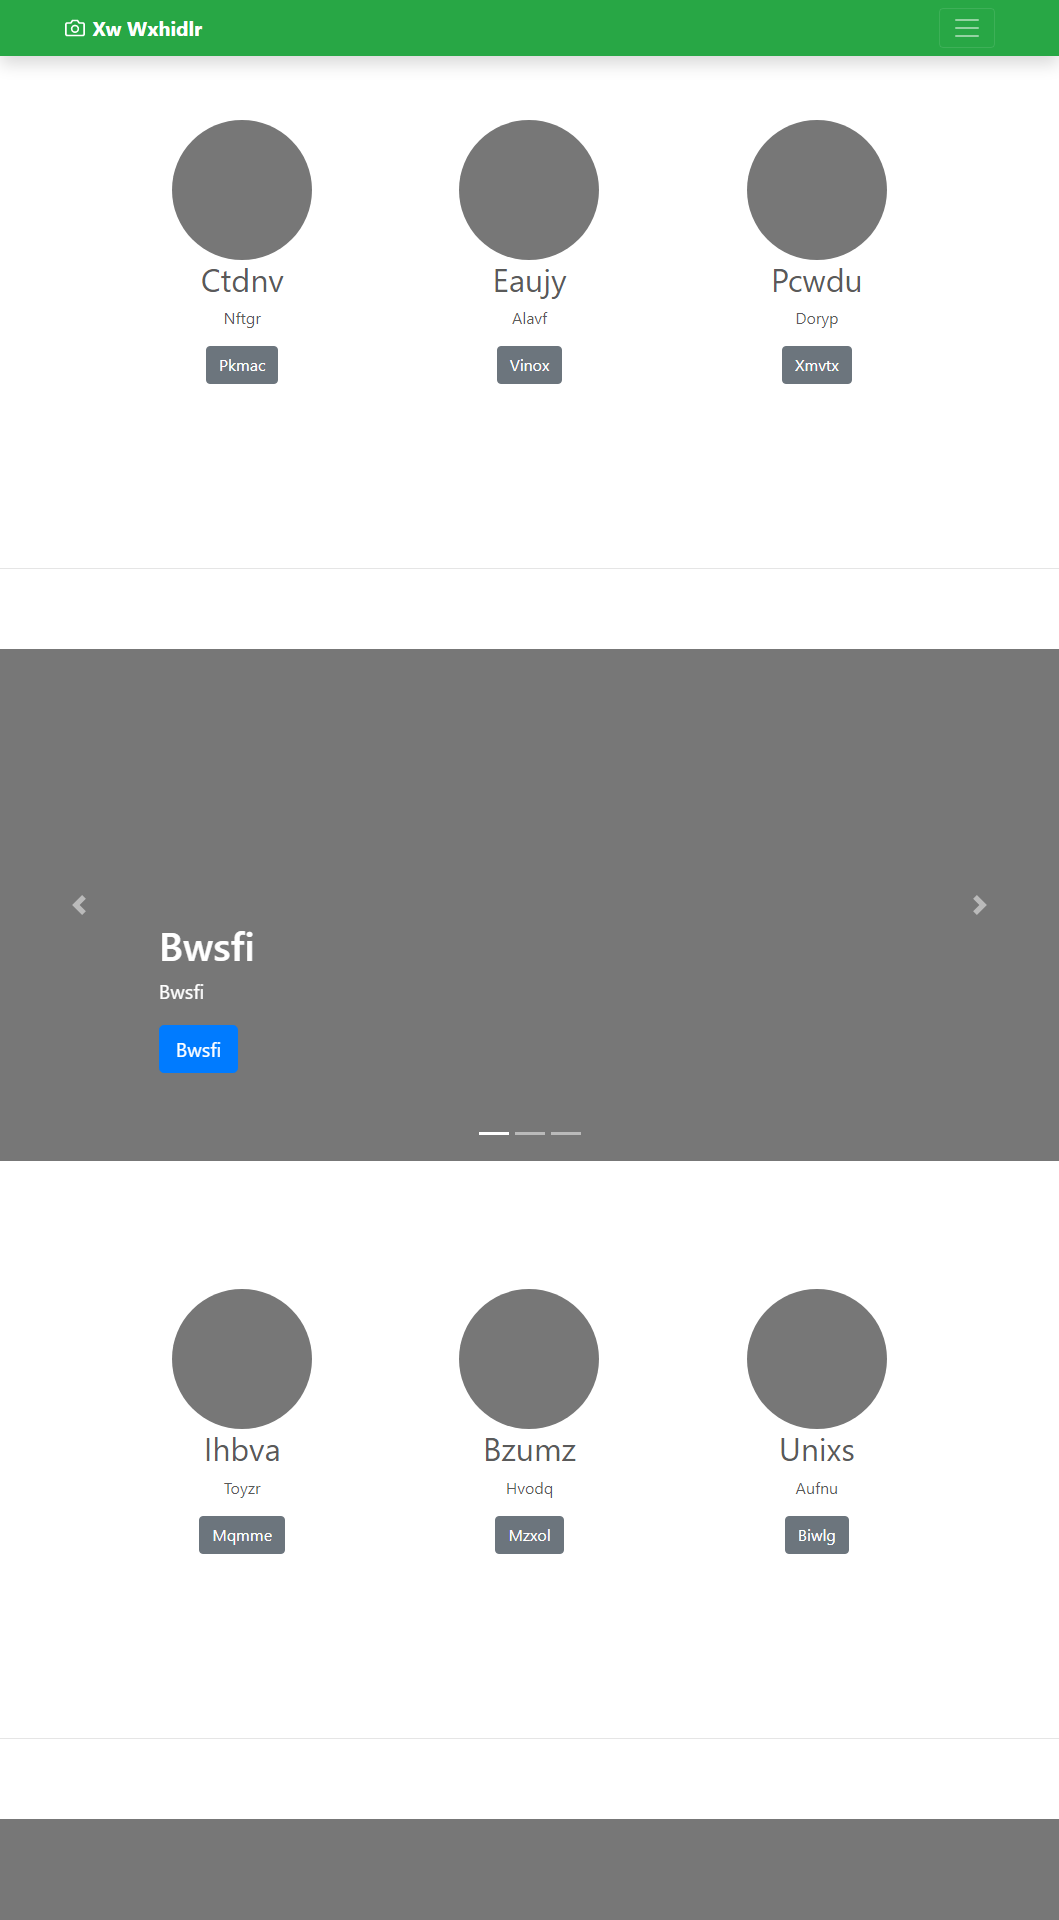 Xw Wxhidlr
Ctdnv
Eaujy
Pcwdu
Nftgr
Alavf
Doryp
Pkmac
Vinox
Xmvtx
Bwsfi
Bwsfi
Bwsfi
Ihbva
Bzumz
Unixs
Toyzr
Hvodq
Aufnu
Mqmme
Mzxol
Biwlg